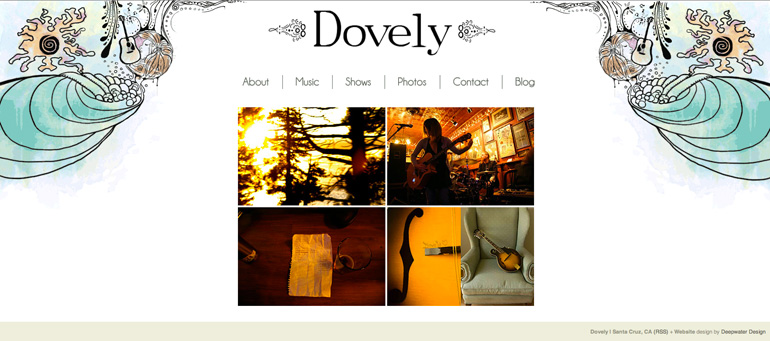 Dovely
About | Music | Shows | Photos | Contact | Blog
Dovely | Santa Cruz, CA (RSS) + Website design by Deepwater Design